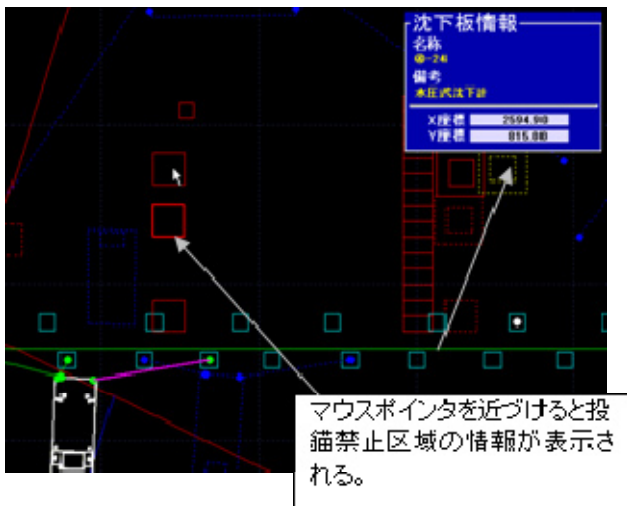 沈下板情報
名称
備考
水圧式沈下計
X座標 2594.90
Y座標
マウスポインタを近づけると投
錨禁止区域の情報が表示さ
れる。